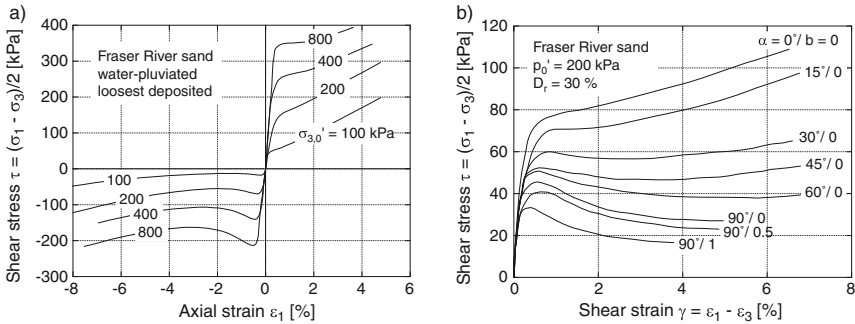 a)
Shear stress τ = (σ1 - σ3)/2 [kPa]
400
300
200
100
0
-100
-200
-300
Fraser River sand
water-pluviated
loosest deposited
800
400
200
σ3,0' = 100 kPa
100
200
400
800
-8 -6 -4 -2 0 2 4 6
Axial strain ε1 [%]
b)
Shear stress τ = (σ1 - σ3)/2 [kPa]
120
100
80
60
40
20
0
Fraser River sand
p0' = 200 kPa
Dr = 30 %
α = 0°/ b = 0
15°/ 0
30°/ 0
45°/ 0
60°/ 0
90°/ 0
90°/ 0.5
90°/ 1
0 2 4 6 8
Shear strain γ = ε1 - ε3 [%]